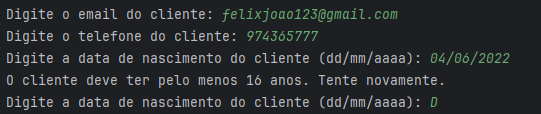 Digite o email do cliente: felixjoao123@gmail.com
Digite o telefone do cliente: 974365777
Digite a data de nascimento do cliente (dd/mm/aaaa): 04/06/2022
O cliente deve ter pelo menos 16 anos. Tente novamente.
Digite a data de nascimento do cliente (dd/mm/aaaa): D